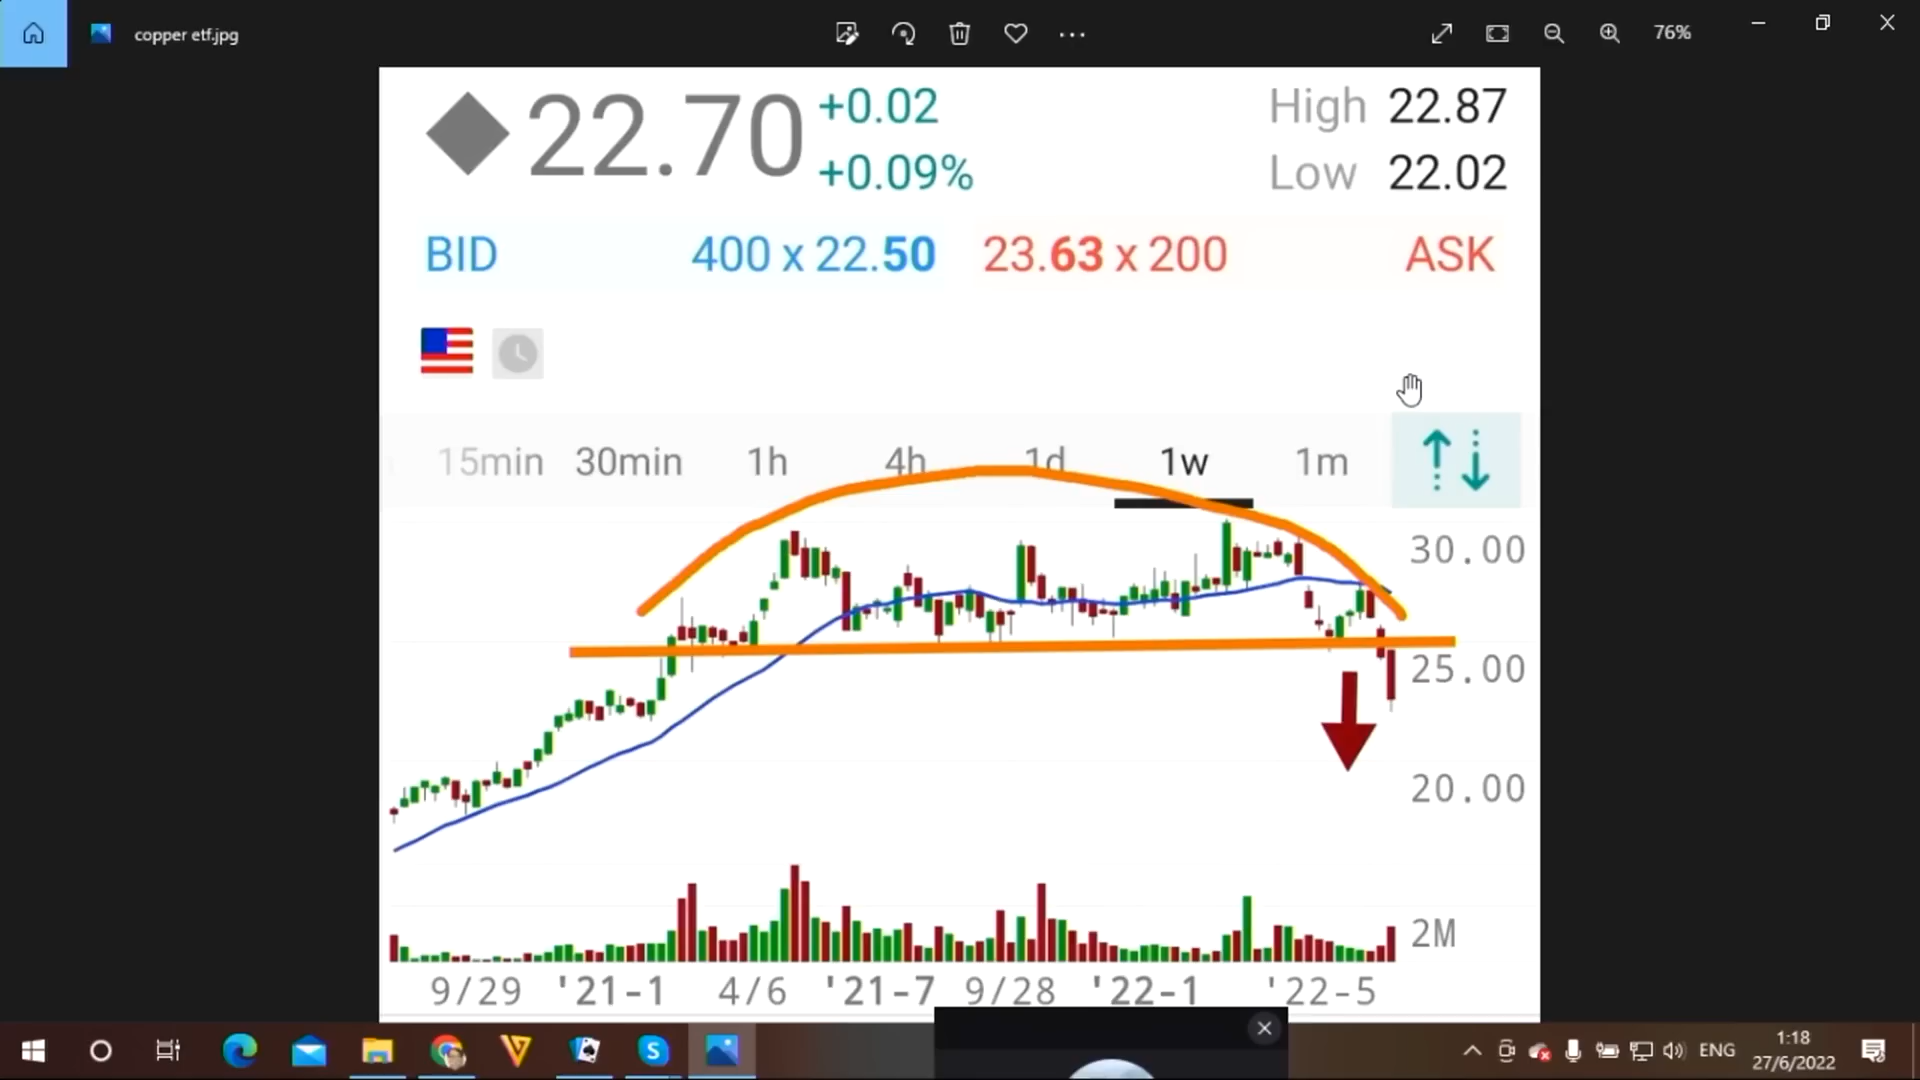 copper etf.jpg
76%
22.70
+0.02
+0.09%
High 22.87
Low 22.02
BID 400 x 22.50 23.63 x 200 ASK
15min 30min 1h 4h 1d 1w 1m
30.00
25.00
20.00
2M
9/29 '21-1 4/6 '21-7 9/28 '22-1 '22-5
ENG
1:18
27/6/2022